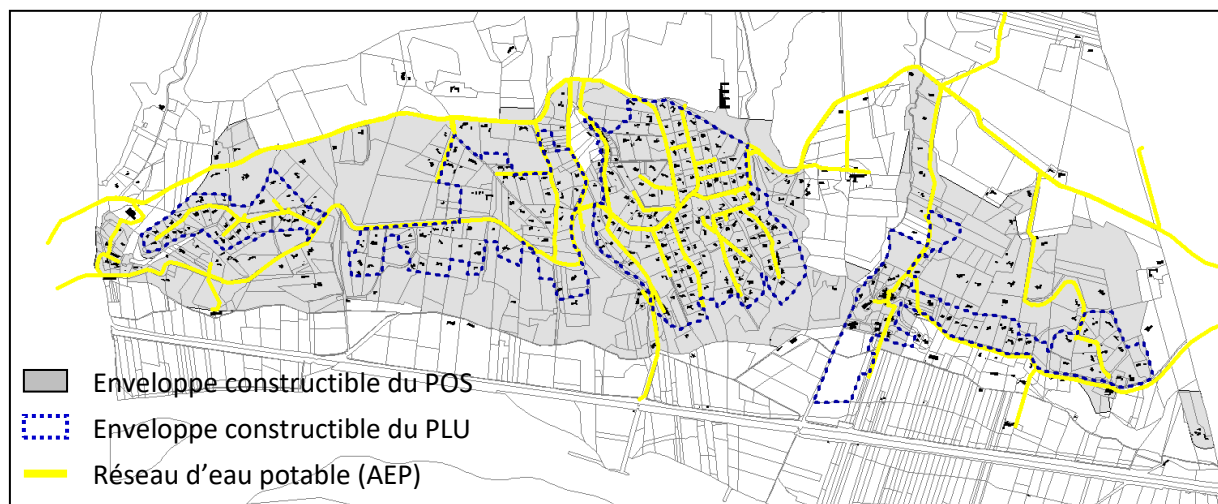 Enveloppe constructible du POS
Enveloppe constructible du PLU
Réseau d’eau potable (AEP)